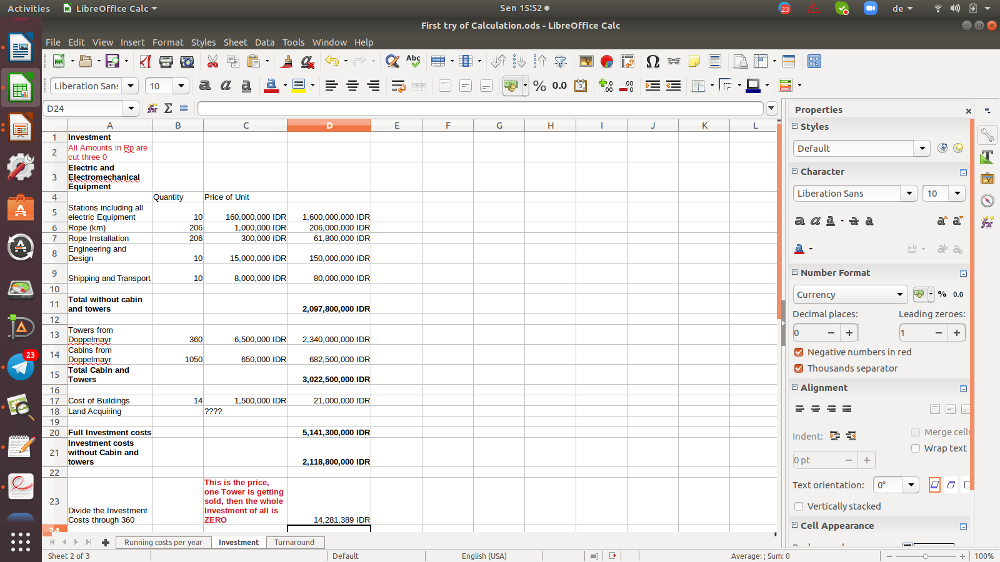 Activities
LibreOffice Calc
Sen 15:52
23
de
First try of Calculation.ods - LibreOffice Calc
File Edit View Insert Format Styles Sheet Data Tools Window Help
Liberation Sans
10
D24
Properties
A B C D E F G H I J K L
1 Investment
2 All Amounts in Rp are
cut three 0
3 Electric and
Electromechanical
Equipment
4 Quantity Price of Unit
5 Stations including all
electric Equipment 10 160,000,000 IDR 1,600,000,000 IDR
6 Rope (km) 206 1,000,000 IDR 206,000,000 IDR
7 Rope Installation 206 300,000 IDR 61,800,000 IDR
8 Engineering and
Design 10 15,000,000 IDR 150,000,000 IDR
9 Shipping and Transport 10 8,000,000 IDR 80,000,000 IDR
10
11 Total without cabin
and towers 2,097,800,000 IDR
12
13 Towers from
Doppelmayr 360 6,500,000 IDR 2,340,000,000 IDR
14 Cabins from
Doppelmayr 1050 650,000 IDR 682,500,000 IDR
15 Total Cabin and
Towers 3,022,500,000 IDR
16
17 Cost of Buildings 14 1,500,000 IDR 21,000,000 IDR
18 Land Acquiring ????
19
20 Full Investment costs 5,141,300,000 IDR
21 Investment costs
without Cabin and
towers 2,118,800,000 IDR
22
23 Divide the Investment
Costs through 360
This is the price,
one Tower is getting
sold, then the whole
Investment of all is
ZERO
14,281,389 IDR
24
Styles
Default
Character
Liberation Sans
10
Number Format
Currency
% 0.0
Decimal places: Leading zeroes:
0 1
Negative numbers in red
Thousands separator
Alignment
Indent: Merge cells
Wrap text
0 pt
Text orientation: 0°
Vertically stacked
Cell Appearance
23
Running costs per year Investment Turnaround
Sheet 2 of 3 Default English (USA) Average: ; Sum: 0 100%